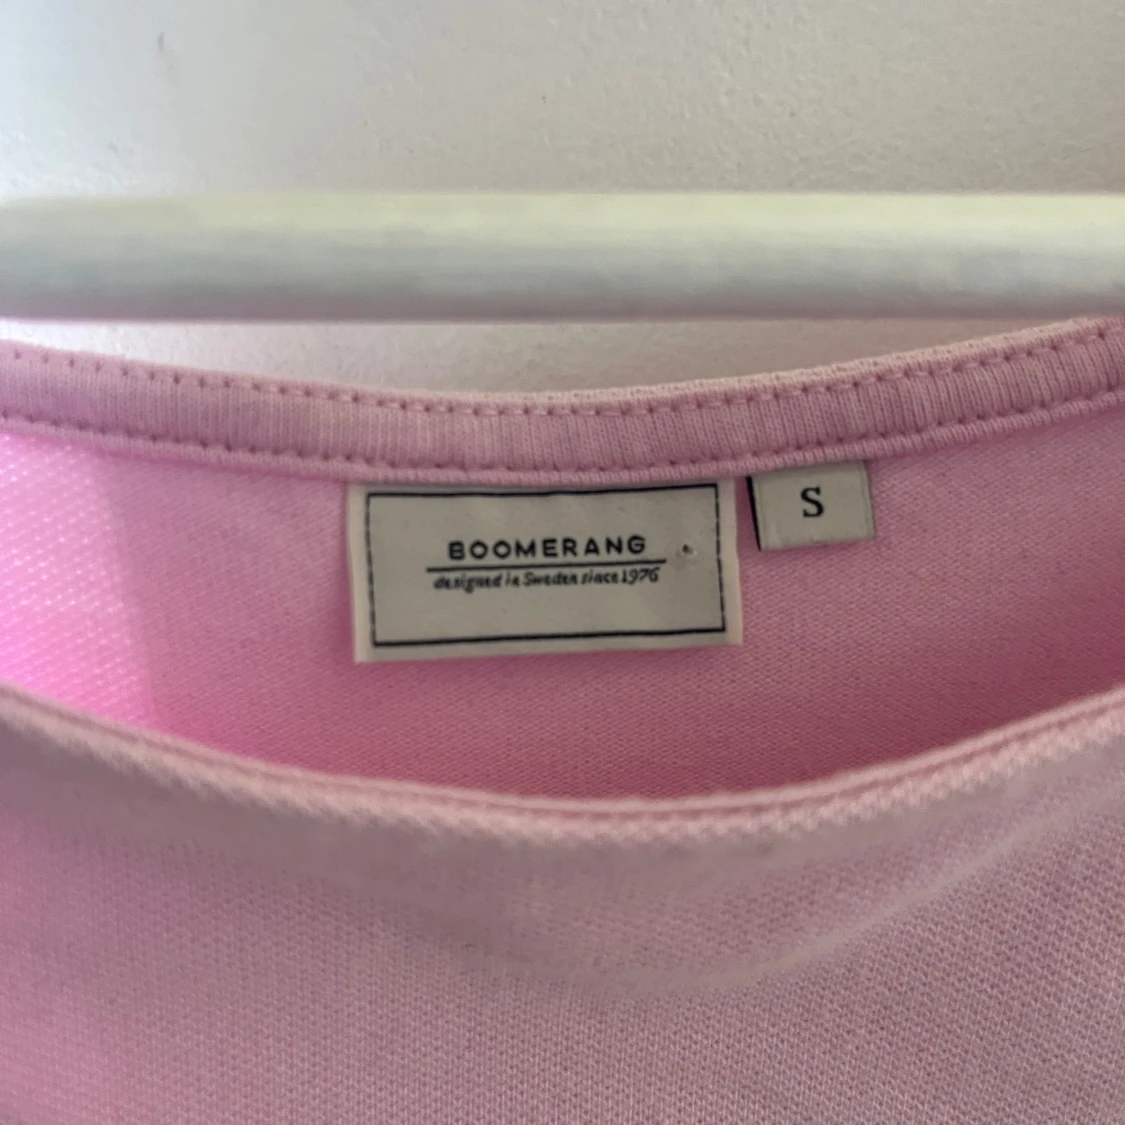 BOOMERANG
designed in Sweden since 1976
S